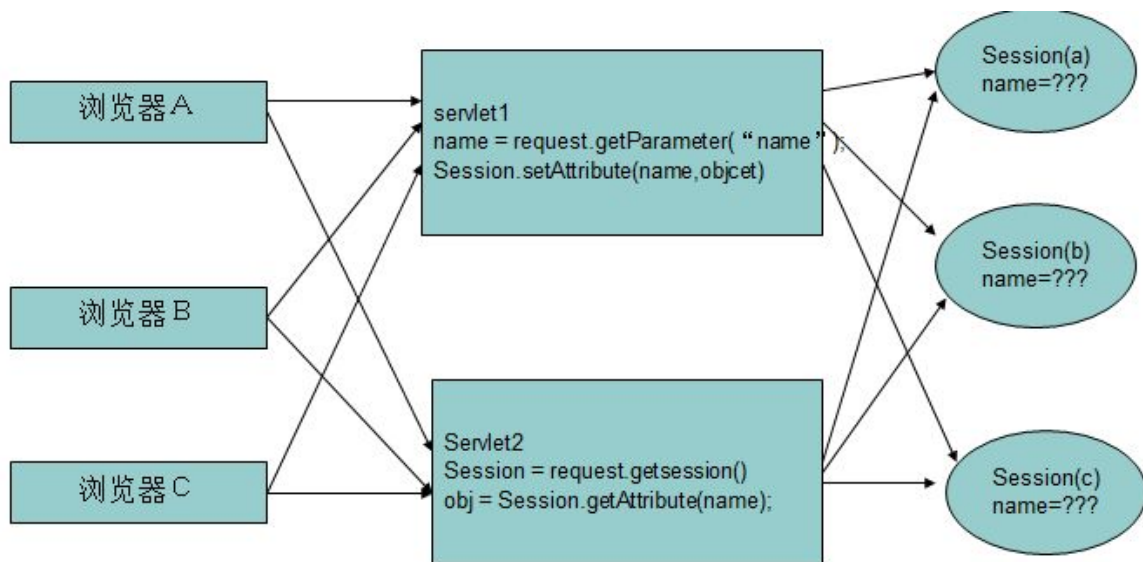 浏览器A
浏览器B
浏览器C
servlet1
name = request.getParameter( “name”);
Session.setAttribute(name,objcet)
Servlet2
Session = request.getsession()
obj = Session.getAttribute(name);
Session(a)
name=???
Session(b)
name=???
Session(c)
name=???